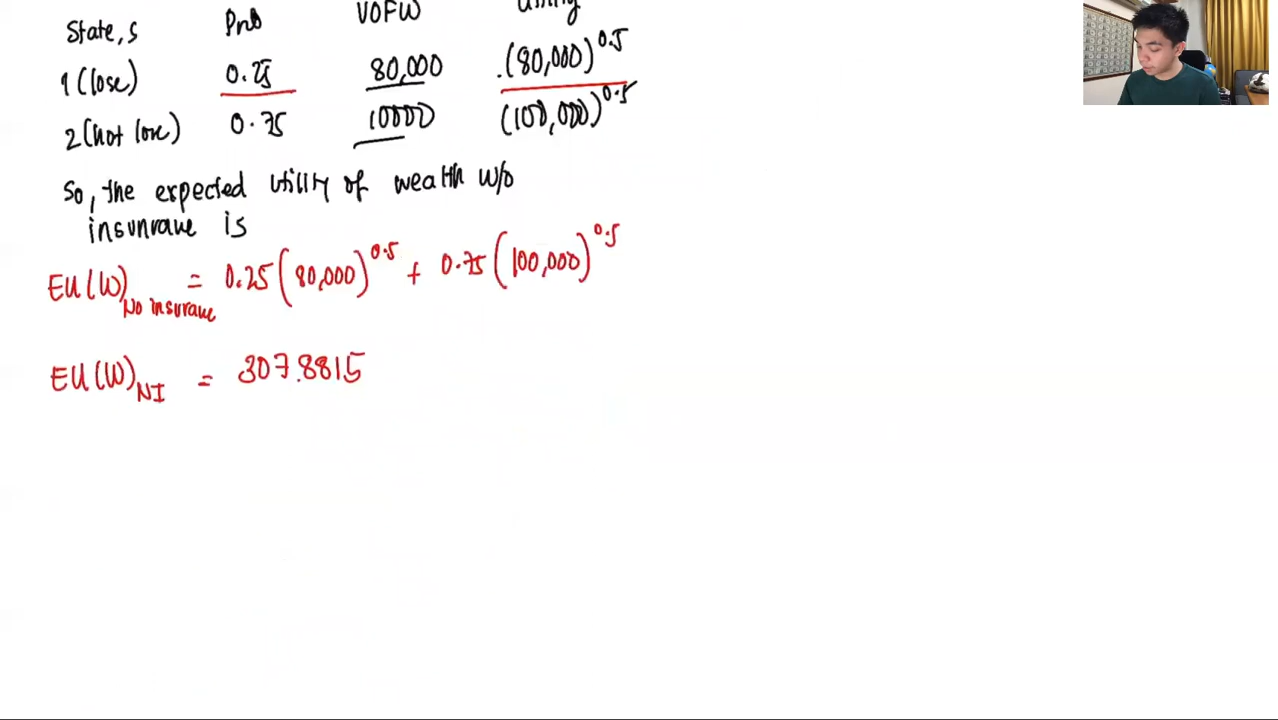 State, s Prob VOFW Utility
1 (lose) 0.25 80,000 .(80,000)^0.5
2 (not lose) 0.75 10000 (100,000)^0.5
So, the expected utility of wealth w/o
insunrave is
EU(W)No insurave = 0.25(80,000)^0.5 + 0.75(100,000)^0.5
EU(W)NI = 307.8815